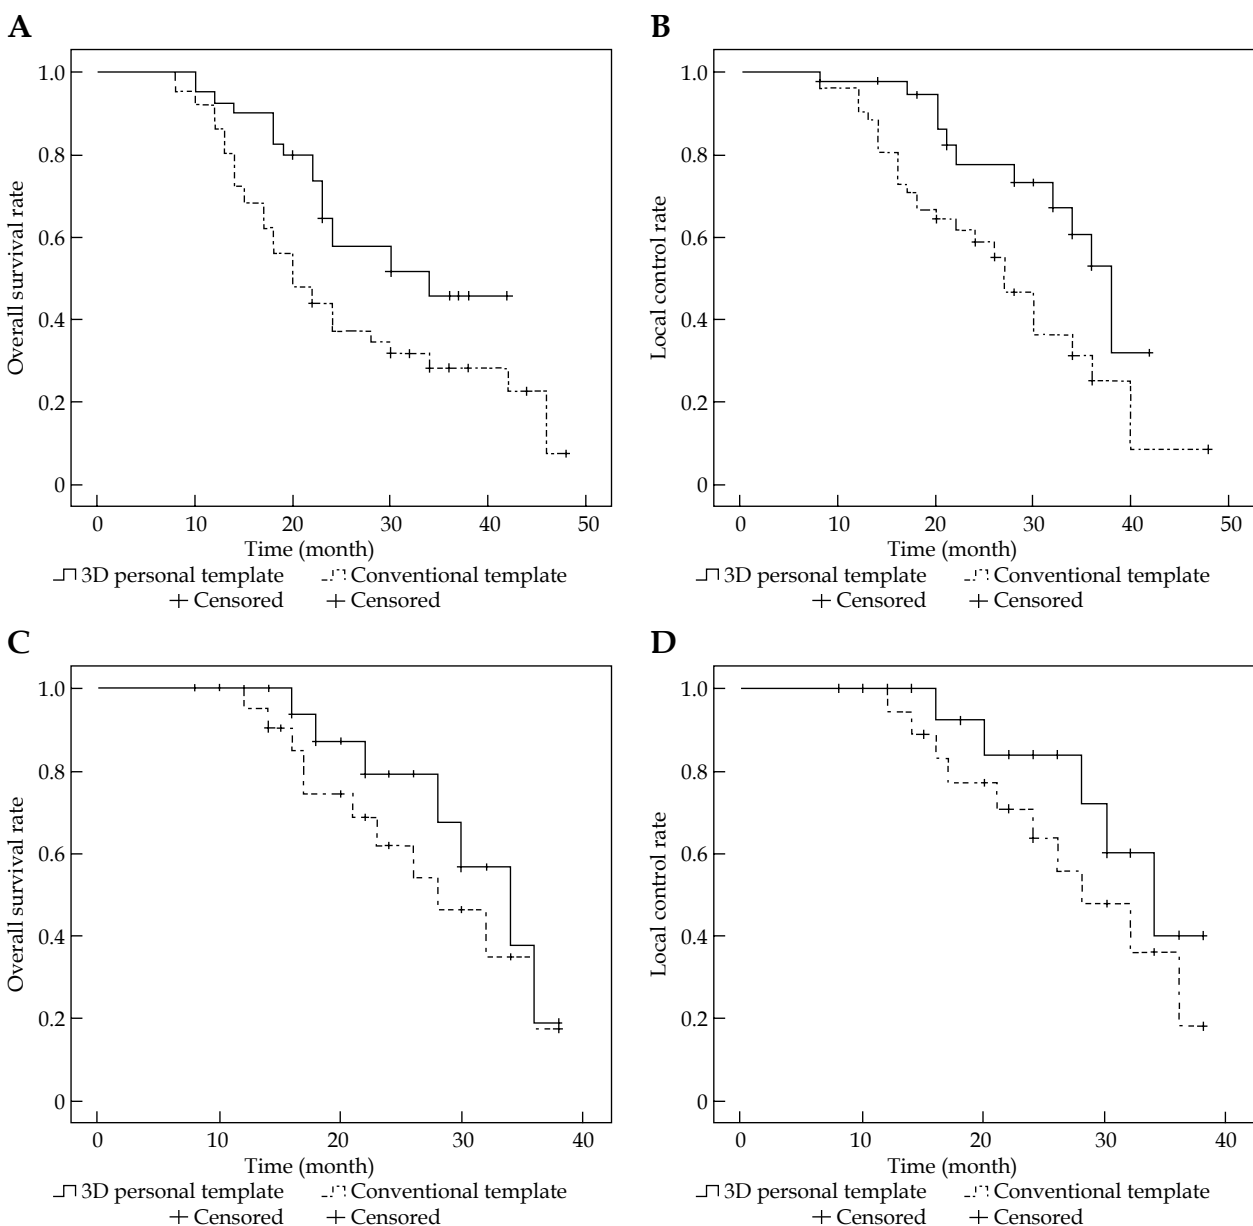 A
Overall survival rate
1.0
0.8
0.6
0.4
0.2
0
0 10 20 30 40 50
Time (month)
3D personal template Conventional template
Censored Censored
B
Local control rate
1.0
0.8
0.6
0.4
0.2
0
0 10 20 30 40 50
Time (month)
3D personal template Conventional template
Censored Censored
C
Overall survival rate
1.0
0.8
0.6
0.4
0.2
0
0 10 20 30 40
Time (month)
3D personal template Conventional template
Censored Censored
D
Local control rate
1.0
0.8
0.6
0.4
0.2
0
0 10 20 30 40
Time (month)
3D personal template Conventional template
Censored Censored